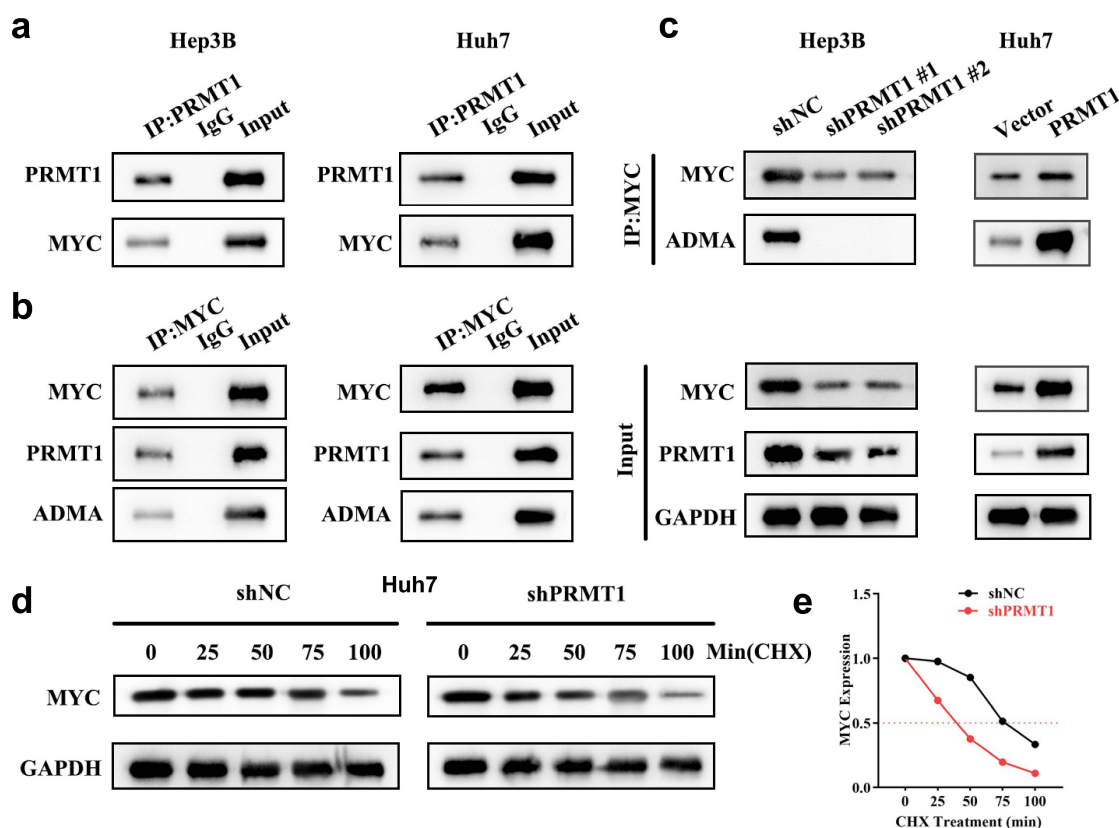 a
Hep3B
Huh7
IP:PRMT1
IgG
Input
IP:PRMT1
IgG
Input
PRMT1
PRMT1
MYC
MYC
b
IP:MYC
IgG
Input
IP:MYC
IgG
Input
MYC
MYC
PRMT1
PRMT1
ADMA
ADMA
c
Hep3B
Huh7
shNC
shPRMT1 #1
shPRMT1 #2
Vector
PRMT1
IP:MYC
MYC
ADMA
Input
MYC
PRMT1
GAPDH
d
Huh7
shNC
shPRMT1
0 25 50 75 100
0 25 50 75 100 Min(CHX)
MYC
GAPDH
e
shNC
shPRMT1
MYC Expression
1.5
1.0
0.5
0.0
0 25 50 75 100
CHX Treatment (min)